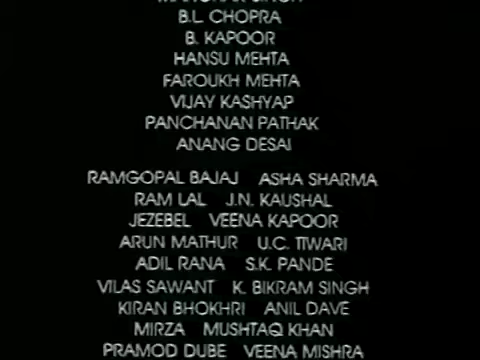 B.L. CHOPRA
B. KAPOOR
HANSU MEHTA
FAROUKH MEHTA
VIJAY KASHYAP
PANCHANAN PATHAK
ANANG DESAI
RAMGOPAL BAJAJ ASHA SHARMA
RAM LAL J.N. KAUSHAL
JEZEBEL VEENA KAPOOR
ARUN MATHUR U.C. TIWARI
ADIL RANA S.K. PANDE
VILAS SAWANT K. BIKRAM SINGH
KIRAN BHOKHRI ANIL DAVE
MIRZA MUSHTAQ KHAN
PRAMOD DUBE VEENA MISHRA